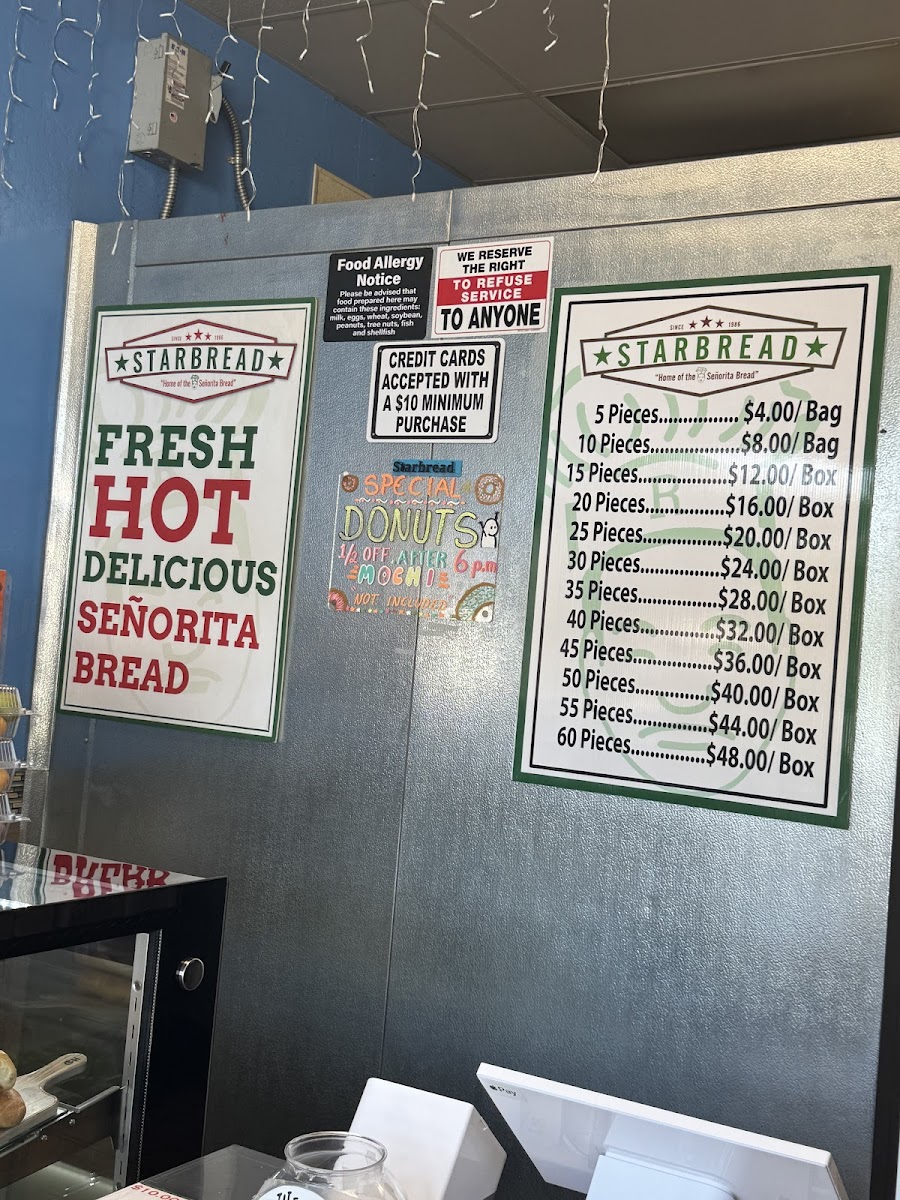 SINCE ★★★ 1986
★STARBREAD★
"Home of the Señorita Bread"
FRESH
HOT
DELICIOUS
SEÑORITA
BREAD
Food Allergy
Notice
Please be advised that
food prepared here may
contain these ingredients:
milk, eggs, wheat, soybean,
peanuts, tree nuts, fish
and shellfish
WE RESERVE
THE RIGHT
TO REFUSE
SERVICE
TO ANYONE
CREDIT CARDS
ACCEPTED WITH
A $10 MINIMUM
PURCHASE
Starbread
SPECIAL
DONUTS
1/2 OFF AFTER 6 p.m
MOCHI
NOT INCLUDED
SINCE ★★★ 1986
★STARBREAD★
"Home of the Señorita Bread"
5 Pieces................ $4.00/ Bag
10 Pieces..................$8.00/ Bag
15 Pieces..................$12.00/ Box
20 Pieces................$16.00/ Box
25 Pieces................$20.00/ Box
30 Pieces................$24.00/ Box
35 Pieces................$28.00/ Box
40 Pieces...............$32.00/ Box
45 Pieces................$36.00/ Box
50 Pieces...............$40.00/ Box
55 Pieces...............$44.00/ Box
60 Pieces...............$48.00/ Box
Pay